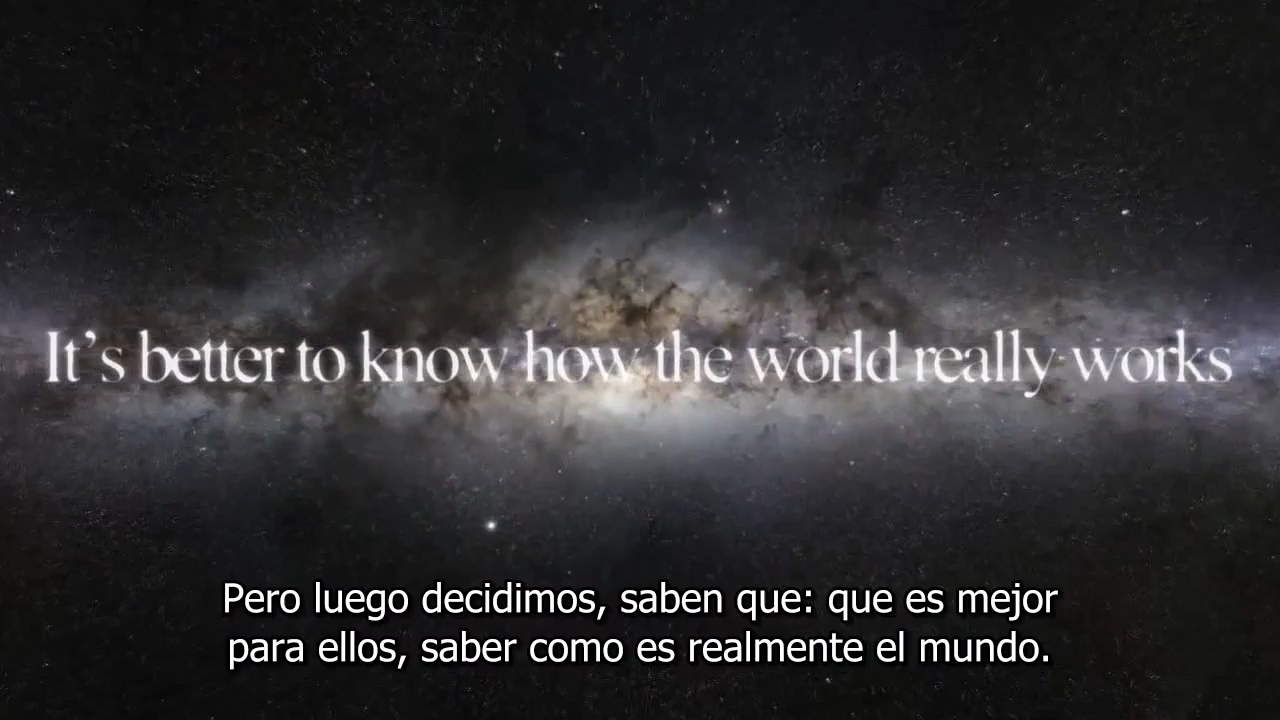 It’s better to know how the world really works
Pero luego decidimos, saben que: que es mejor
para ellos, saber como es realmente el mundo.